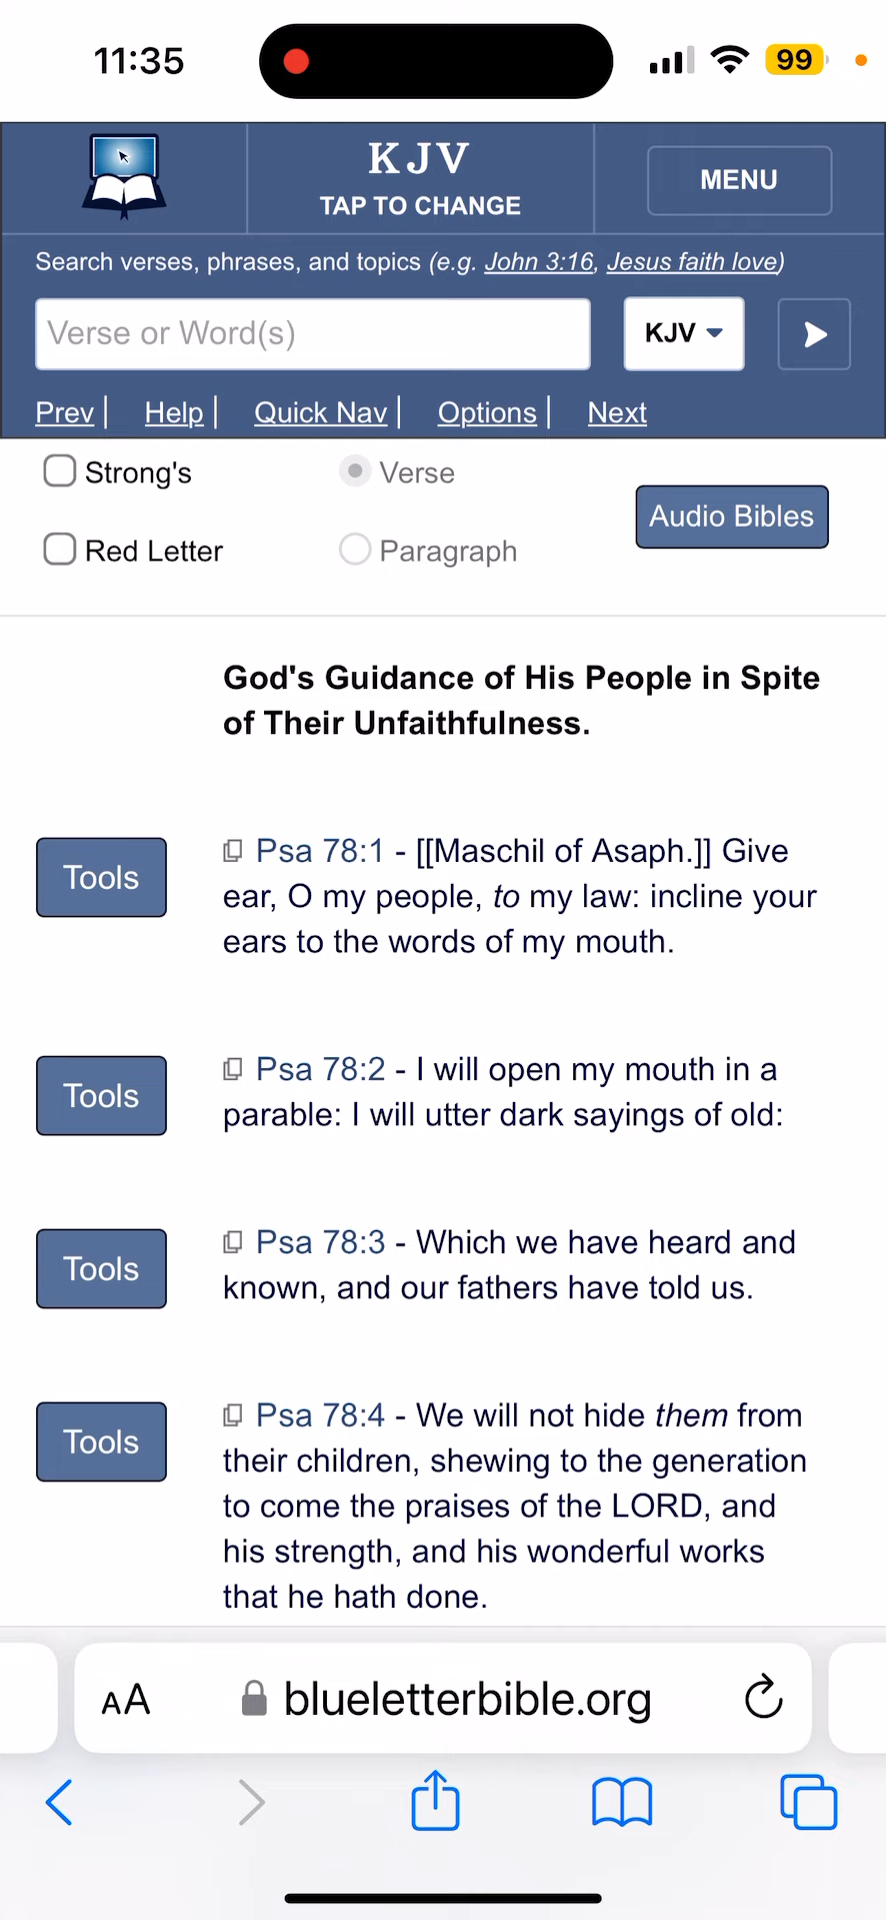 11:35
99
KJV
TAP TO CHANGE
MENU
Search verses, phrases, and topics (e.g. John 3:16, Jesus faith love)
Verse or Word(s)
KJV
Prev | Help | Quick Nav | Options | Next
Strong's
Verse
Audio Bibles
Red Letter
Paragraph
God's Guidance of His People in Spite
of Their Unfaithfulness.
Tools
Psa 78:1 - [[Maschil of Asaph.]] Give
ear, O my people, to my law: incline your
ears to the words of my mouth.
Tools
Psa 78:2 - I will open my mouth in a
parable: I will utter dark sayings of old:
Tools
Psa 78:3 - Which we have heard and
known, and our fathers have told us.
Tools
Psa 78:4 - We will not hide them from
their children, shewing to the generation
to come the praises of the LORD, and
his strength, and his wonderful works
that he hath done.
AA
blueletterbible.org